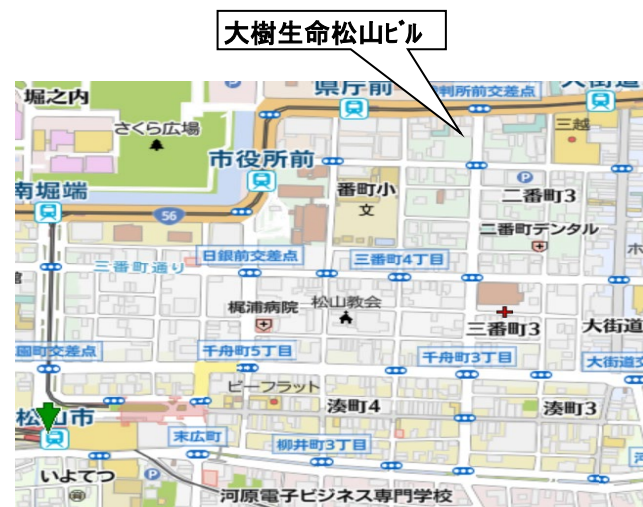 大樹生命松山ビル
堀之内
県庁前
判所前交差点
大街道
さくら広場
三越
市役所前
南堀端
番町小
文
二番町3
56
二番町デンタル
日銀前交差点
三番町4丁目
三番町通り
梶浦病院
松山教会
三番町3
大街道
園町交差点
千舟町5丁目
千舟町3丁目
大街道
ビーフラット
湊町4
湊町3
松山市
末広町
柳井町3丁目
河
いよてつ
P
河原電子ビジネス専門学校